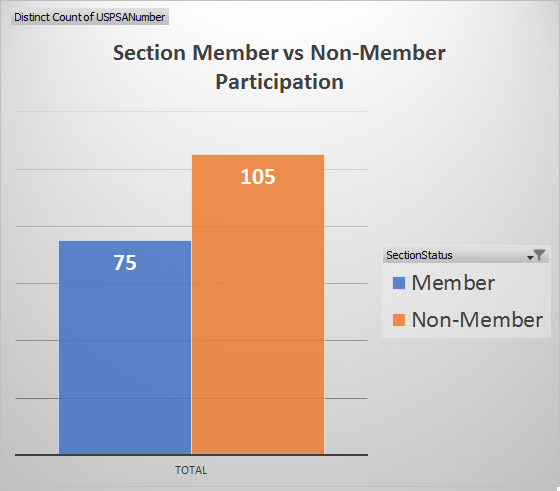 Distinct Count of USPSANumber
Section Member vs Non-Member
Participation
105
75
SectionStatus
Member
Non-Member
TOTAL